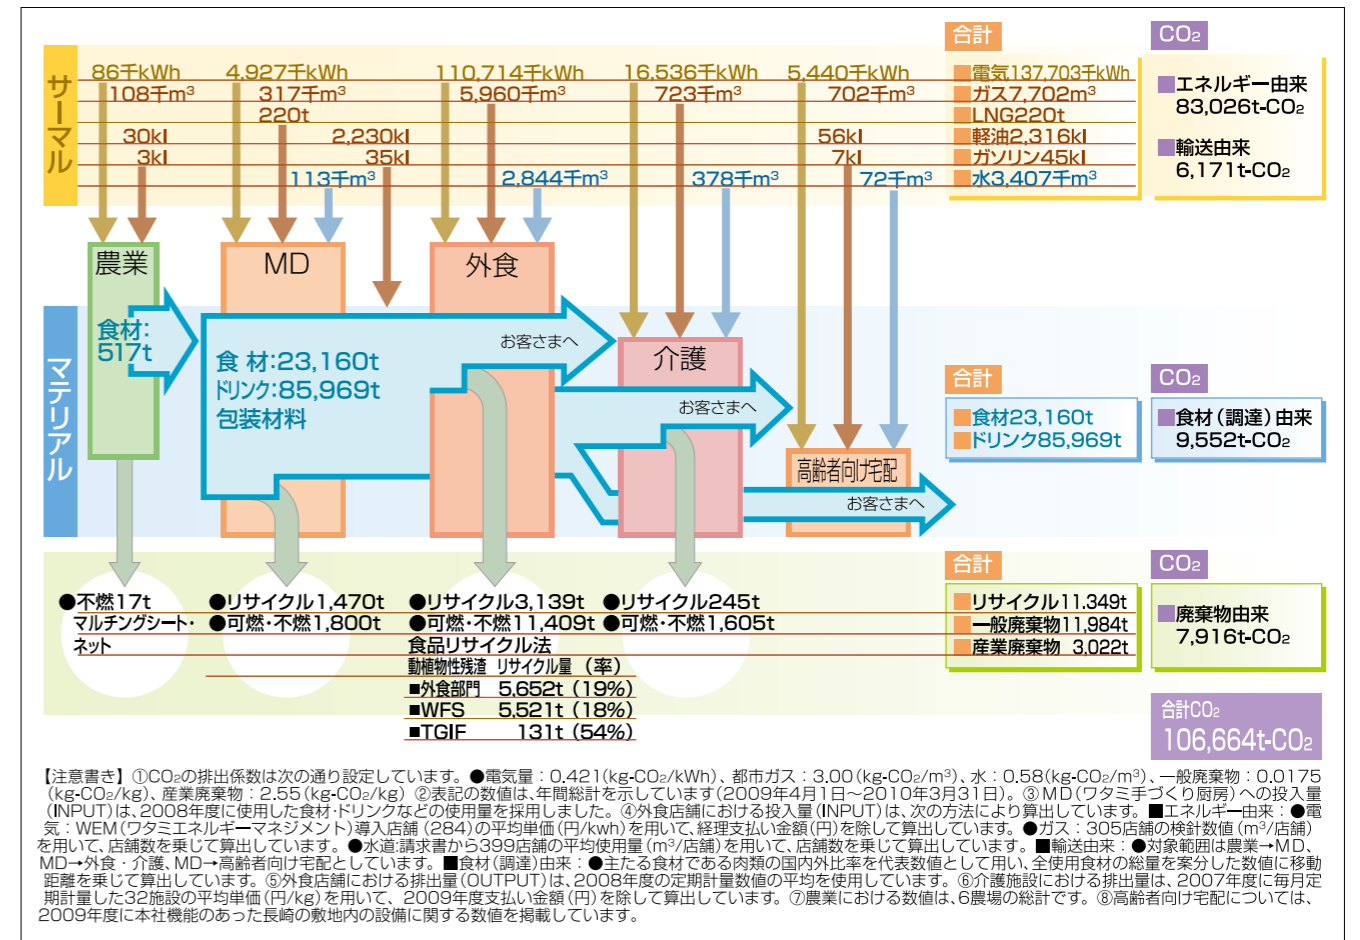 合計
CO₂
サーマル
86千kWh 4,927千kWh 110,714千kWh 16,536千kWh 5,440千kWh ■電気137,703千kWh
108千m³ 317千m³ 5,960千m³ 723千m³ 702千m³ ■ガス7,702m³
220t ■LNG220t
30kl 2,230kl 56kl ■軽油2,316kl
3kl 35kl 7kl ■ガソリン45kl
113千m³ 2,844千m³ 378千m³ 72千m³ ■水3,407千m³
■エネルギー由来
83,026t-CO₂
■輸送由来
6,171t-CO₂
農業
MD
外食
介護
高齢者向け宅配
マテリアル
食材:
517t
食 材:23,160t
ドリンク:85,969t
包装材料
お客さまへ
お客さまへ
お客さまへ
合計
CO₂
■食材23,160t
■ドリンク85,969t
■食材(調達)由来
9,552t-CO₂
合計
CO₂
●不燃17t
マルチングシート・
ネット
●リサイクル1,470t
●可燃・不燃1,800t
●リサイクル3,139t
●可燃・不燃11,409t
食品リサイクル法
動植物性残渣 リサイクル量 (率)
■外食部門 5,652t (19%)
■WFS 5,521t (18%)
■TGIF 131t (54%)
●リサイクル245t
●可燃・不燃1,605t
■リサイクル11.349t
■一般廃棄物11,984t
■産業廃棄物 3,022t
■廃棄物由来
7,916t-CO₂
合計CO₂
106,664t-CO₂
【注意書き】①CO₂の排出係数は次の通り設定しています。●電気量：0.421(kg-CO₂/kWh)、都市ガス：3.00(kg-CO₂/m³)、水：0.58(kg-CO₂/m³)、一般廃棄物：0.0175
(kg-CO₂/kg)、産業廃棄物：2.55(kg-CO₂/kg) ②表記の数値は、年間総計を示しています(2009年4月1日〜2010年3月31日)。③MD(ワタミ手づくり厨房)への投入量
(INPUT)は、2008年度に使用した食材・ドリンクなどの使用量を採用しました。④外食店舗における投入量(INPUT)は、次の方法により算出しています。■エネルギー由来：●電
気：WEM(ワタミエネルギーマネジメント)導入店舗(284)の平均単価(円/kwh)を用いて、経理支払い金額(円)を除して算出しています。●ガス：305店舗の検針数値(m³/店舗)
を用いて、店舗数を乗じて算出しています。●水道:請求書から399店舗の平均使用量(m³/店舗)を用いて、店舗数を乗じて算出しています。■輸送由来：●対象範囲は農業→MD、
MD→外食・介護、MD→高齢者向け宅配としています。■食材(調達)由来：●主たる食材である肉類の国内外比率を代表数値として用い、全使用食材の総量を案分した数値に移動
距離を乗じて算出しています。⑤外食店舗における排出量(OUTPUT)は、2008年度の定期計量数値の平均を使用しています。⑥介護施設における排出量は、2007年度に毎月定
期計量した32施設の平均単価(円/kg)を用いて、2009年度支払い金額(円)を除して算出しています。⑦農業における数値は、6農場の総計です。⑧高齢者向け宅配については、
2009年度に本社機能のあった長崎の敷地内の設備に関する数値を掲載しています。